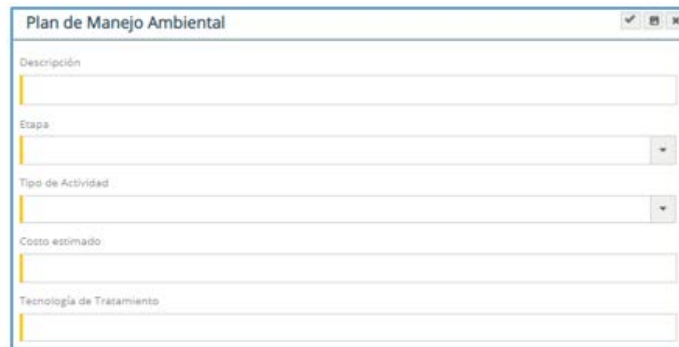 Plan de Manejo Ambiental
Descripción
Etapa
Tipo de Actividad
Costo estimado
Tecnología de Tratamiento